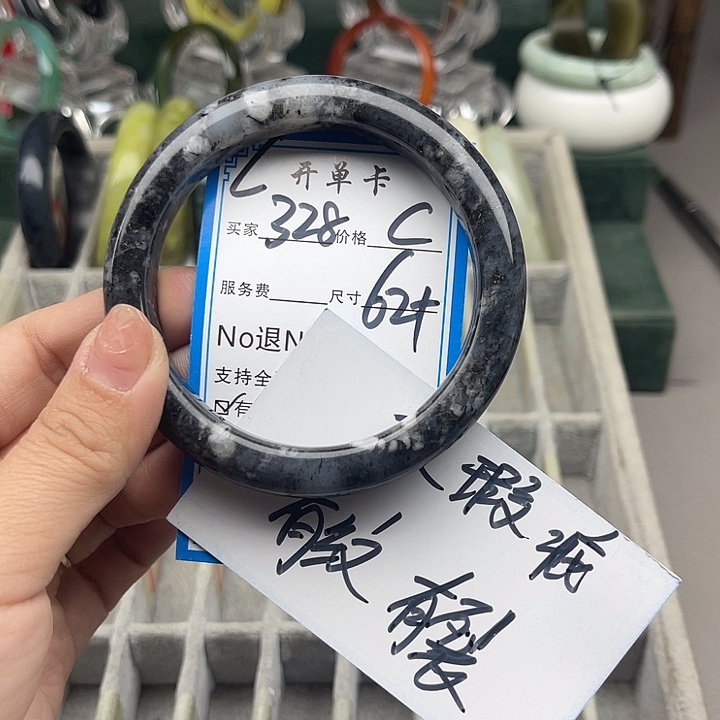 开单卡
买家 328 价格 C
服务费 尺寸 62+
No退N
支持全
有
瑕疵
有纹
有裂